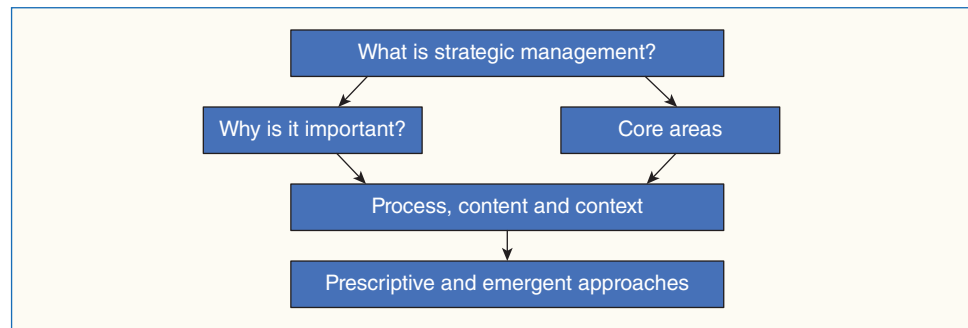 What is strategic management?
Why is it important?
Core areas
Process, content and context
Prescriptive and emergent approaches